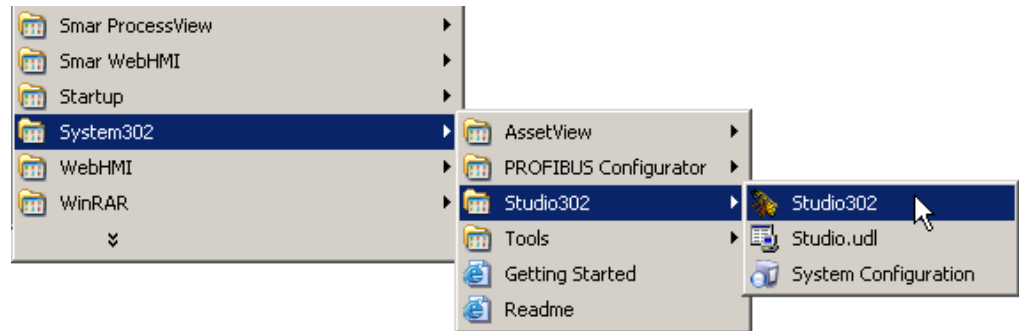 Smar ProcessView
Smar WebHMI
Startup
System302
WebHMI
WinRAR
AssetView
PROFIBUS Configurator
Studio302
Tools
Getting Started
Readme
Studio302
Studio.udl
System Configuration